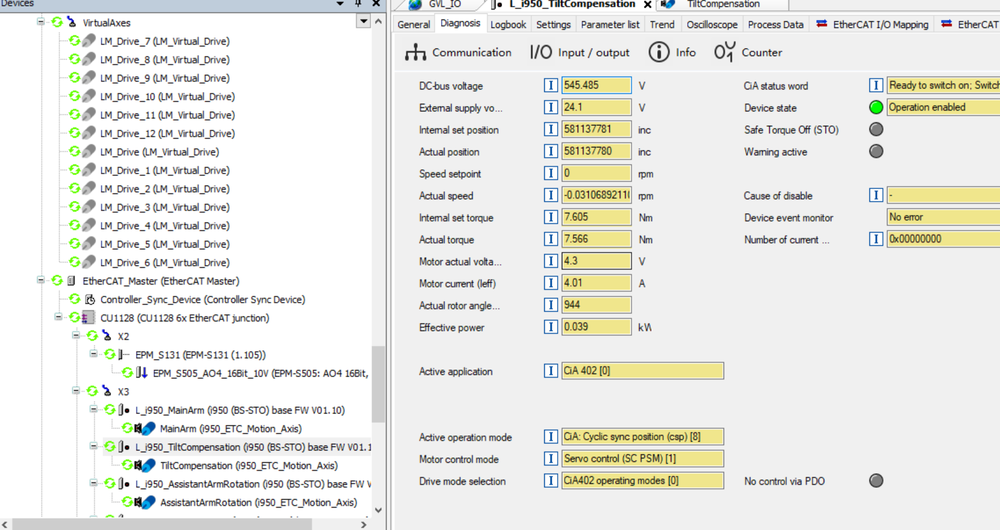 Devices
VirtualAxes
LM_Drive_7 (LM_Virtual_Drive)
LM_Drive_8 (LM_Virtual_Drive)
LM_Drive_9 (LM_Virtual_Drive)
LM_Drive_10 (LM_Virtual_Drive)
LM_Drive_11 (LM_Virtual_Drive)
LM_Drive_12 (LM_Virtual_Drive)
LM_Drive (LM_Virtual_Drive)
LM_Drive_1 (LM_Virtual_Drive)
LM_Drive_2 (LM_Virtual_Drive)
LM_Drive_3 (LM_Virtual_Drive)
LM_Drive_4 (LM_Virtual_Drive)
LM_Drive_5 (LM_Virtual_Drive)
LM_Drive_6 (LM_Virtual_Drive)
EtherCAT_Master (EtherCAT Master)
Controller_Sync_Device (Controller Sync Device)
CU1128 (CU1128 6x EtherCAT junction)
X2
EPM_S131 (EPM-S131 (1.105))
EPM_S505_AO4_16Bit_10V (EPM-S505: AO4 16Bit,
X3
L_i950_MainArm (i950 (BS-STO) base FW V01.10)
MainArm (i950_ETC_Motion_Axis)
L_i950_TiltCompensation (i950 (BS-STO) base FW V01.1
TiltCompensation (i950_ETC_Motion_Axis)
L_i950_AssistantArmRotation (i950 (BS-STO) base FW V
AssistantArmRotation (i950_ETC_Motion_Axis)
GVL_IO L_i950_TiltCompensation TiltCompensation
General Diagnosis Logbook Settings Parameter list Trend Oscilloscope Process Data EtherCAT I/O Mapping EtherCAT
Communication I/O Input / output Info Counter
DC-bus voltage I 545.485 V CiA status word I Ready to switch on; Switch
External supply vo... I 24.1 V Device state Operation enabled
Internal set position I 581137781 inc Safe Torque Off (STO)
Actual position I 581137780 inc Warning active
Speed setpoint I 0 rpm
Actual speed I -0.0310689211 rpm Cause of disable I -
Internal set torque I 7.605 Nm Device event monitor No error
Actual torque I 7.566 Nm Number of current ... I 0x00000000
Motor actual volta... I 4.3 V
Motor current (Ieff) I 4.01 A
Actual rotor angle... I 944
Effective power I 0.039 kW
Active application I CiA 402 [0]
Active operation mode I CiA: Cyclic sync position (csp) [8]
Motor control mode I Servo control (SC PSM) [1]
Drive mode selection I CiA402 operating modes [0] No control via PDO